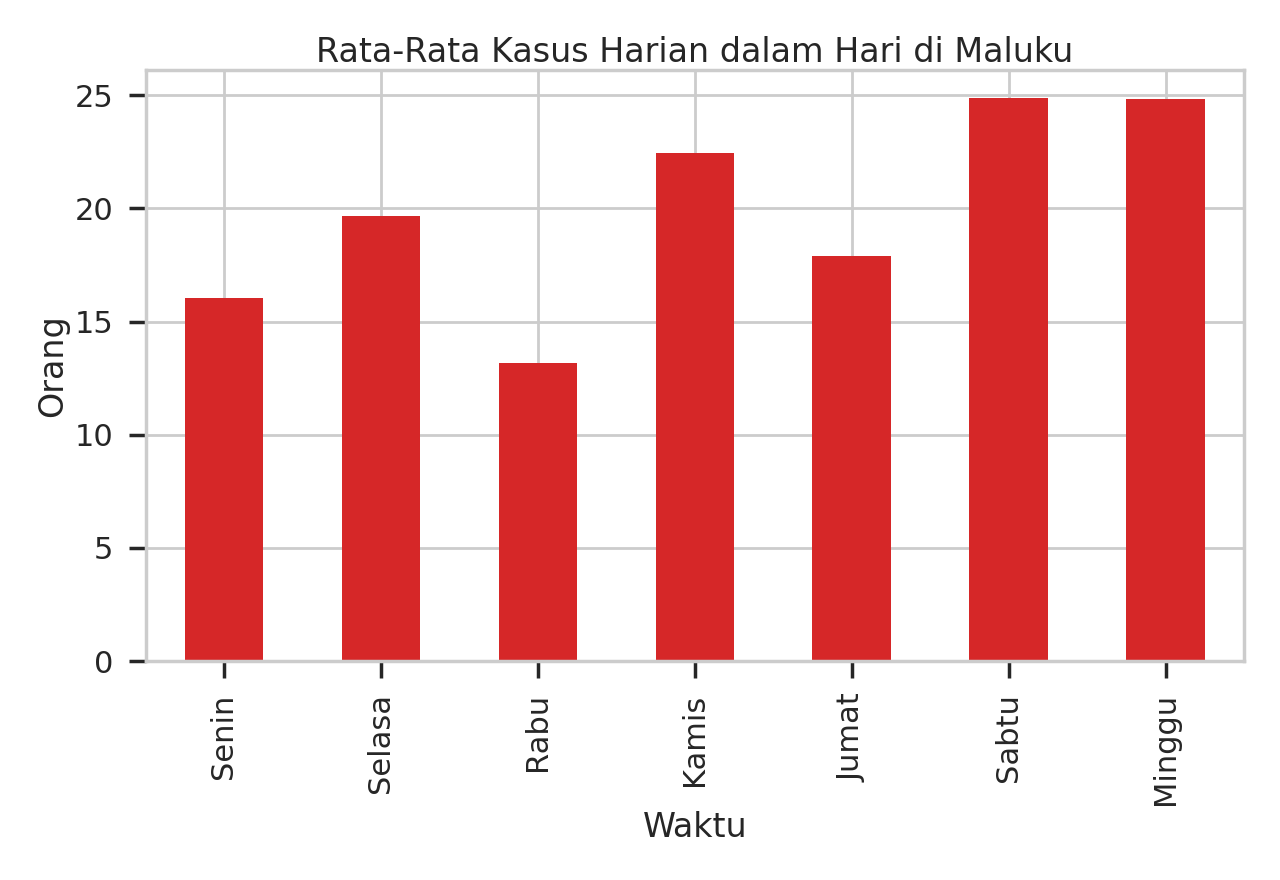 Rata-Rata Kasus Harian dalam Hari di Maluku
25
20
15
10
5
0
Orang
Senin
Selasa
Rabu
Kamis
Jumat
Sabtu
Minggu
Waktu